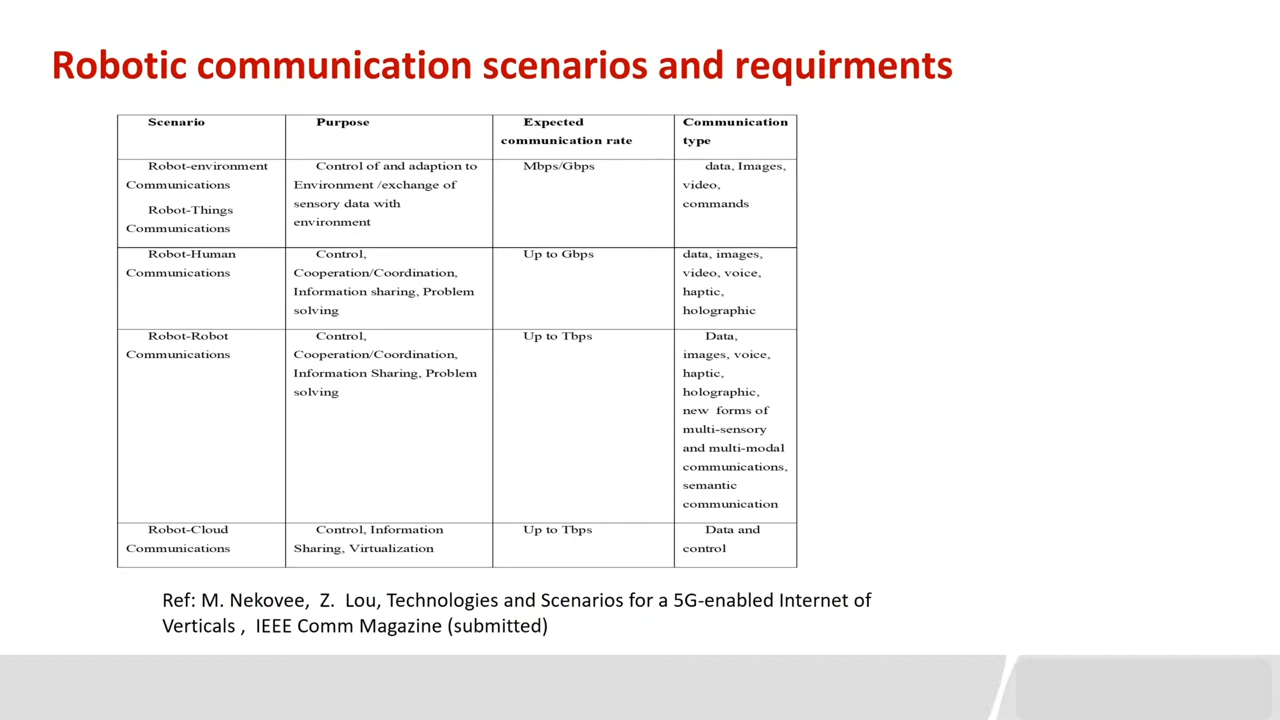 Robotic communication scenarios and requirments
Scenario
Purpose
Expected
communication rate
Communication
type
Robot-environment
Communications
Robot-Things
Communications
Control of and adaption to
Environment /exchange of
sensory data with
environment
Mbps/Gbps
data, Images,
video,
commands
Robot-Human
Communications
Control,
Cooperation/Coordination,
Information sharing, Problem
solving
Up to Gbps
data, images,
video, voice,
haptic,
holographic
Robot-Robot
Communications
Control,
Cooperation/Coordination,
Information Sharing, Problem
solving
Up to Tbps
Data,
images, voice,
haptic,
holographic,
new forms of
multi-sensory
and multi-modal
communications,
semantic
communication
Robot-Cloud
Communications
Control, Information
Sharing, Virtualization
Up to Tbps
Data and
control
Ref: M. Nekovee, Z. Lou, Technologies and Scenarios for a 5G-enabled Internet of
Verticals , IEEE Comm Magazine (submitted)